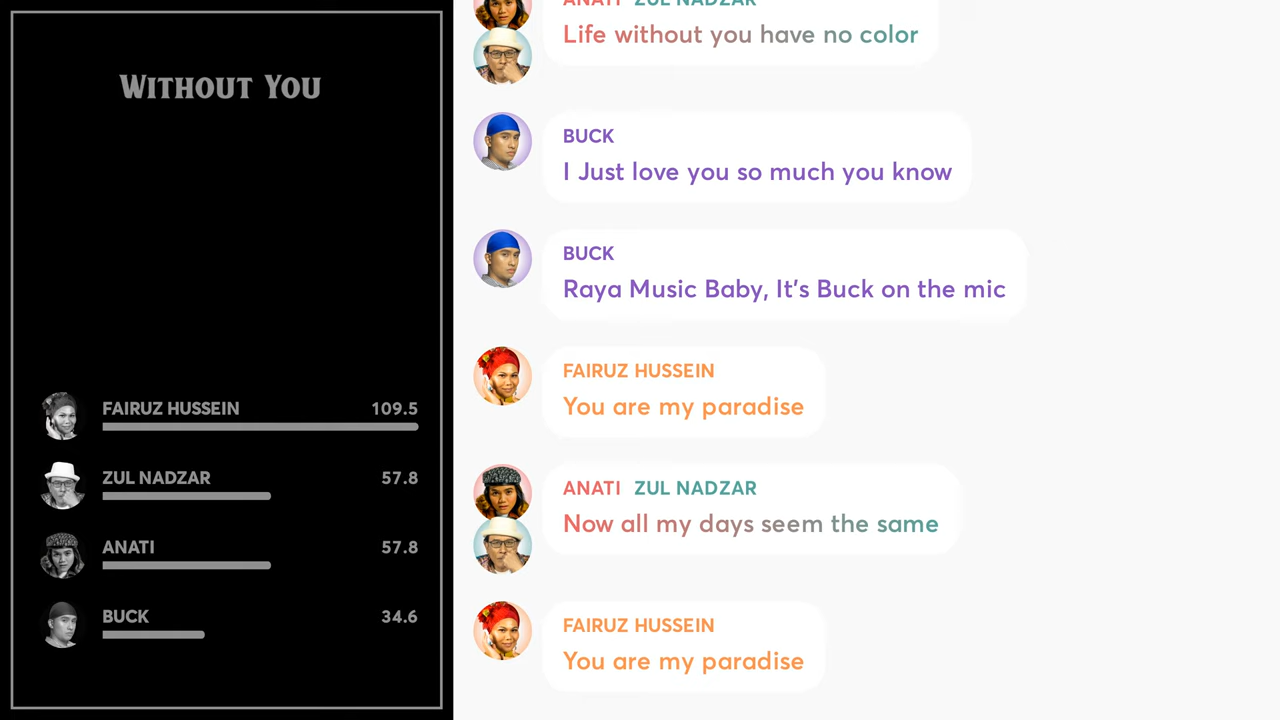 WITHOUT YOU
FAIRUZ HUSSEIN 109.5
ZUL NADZAR 57.8
ANATI 57.8
BUCK 34.6
ANATI ZUL NADZAR
Life without you have no color
BUCK
I Just love you so much you know
BUCK
Raya Music Baby, It's Buck on the mic
FAIRUZ HUSSEIN
You are my paradise
ANATI ZUL NADZAR
Now all my days seem the same
FAIRUZ HUSSEIN
You are my paradise